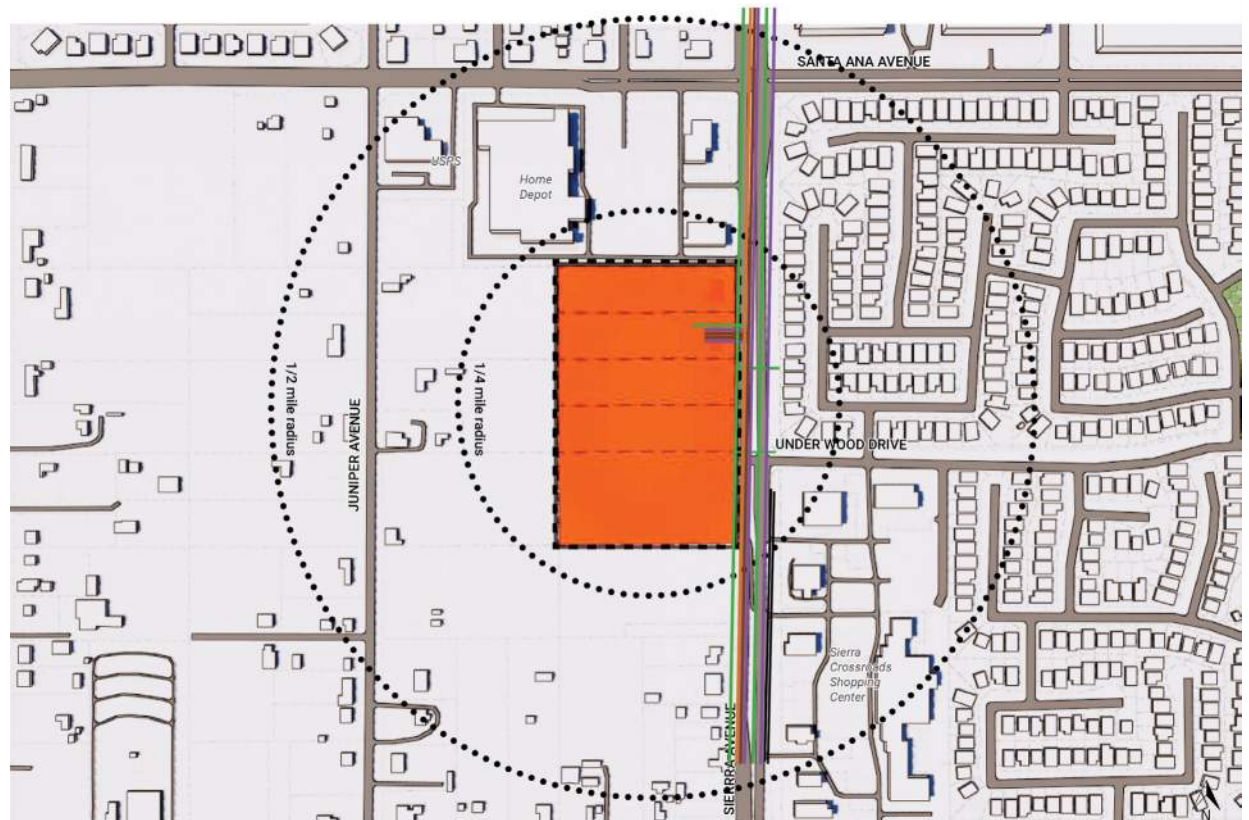 SANTA ANA AVENUE
USPS
Home
Depot
1/2 mile radius
1/4 mile radius
JUNIPER AVENUE
UNDER WOOD DRIVE
Sierra
Crossroads
Shopping
Center
SIERRRA AVENUE
N